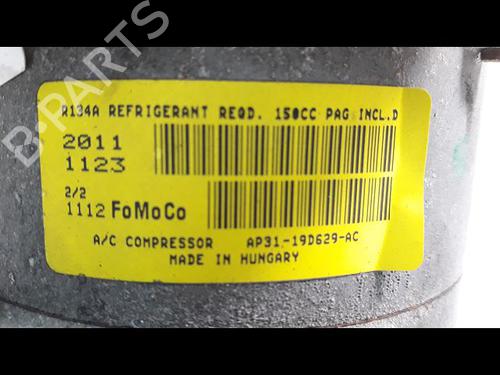 B-PARTS
R134A REFRIGERANT REQD. 150CC PAG INCL.D
2011
1123
2/2
1112 FoMoCo
A/C COMPRESSOR AP31-19D629-AC
MADE IN HUNGARY